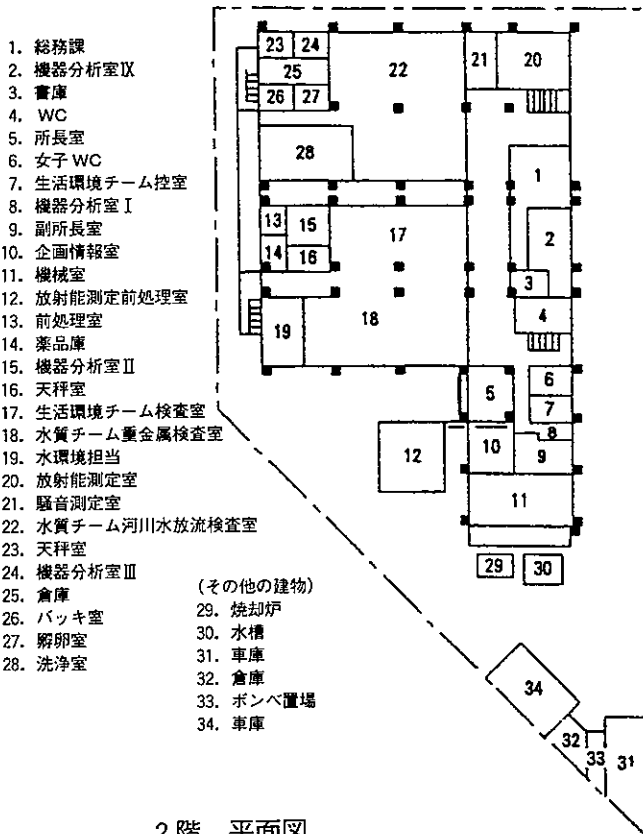 1. 総務課
2. 機器分析室Ⅸ
3. 書庫
4. WC
5. 所長室
6. 女子WC
7. 生活環境チーム控室
8. 機器分析室Ⅰ
9. 副所長室
10. 企画情報室
11. 機械室
12. 放射能測定前処理室
13. 前処理室
14. 薬品庫
15. 機器分析室Ⅱ
16. 天秤室
17. 生活環境チーム検査室
18. 水質チーム重金属検査室
19. 水環境担当
20. 放射能測定室
21. 騒音測定室
22. 水質チーム河川水放流検査室
23. 天秤室
24. 機器分析室Ⅲ
25. 倉庫
26. バッキ室
27. 孵卵室
28. 洗浄室
(その他の建物)
29. 焼却炉
30. 水槽
31. 車庫
32. 倉庫
33. ボンベ置場
34. 車庫
23 24 22 21 20
25
26 27
28 1
13 15 17 2
14 16 3
19 18 4
5 6
7
8
12 10 9
11
29 30
34
32 33 31
2階 平面図